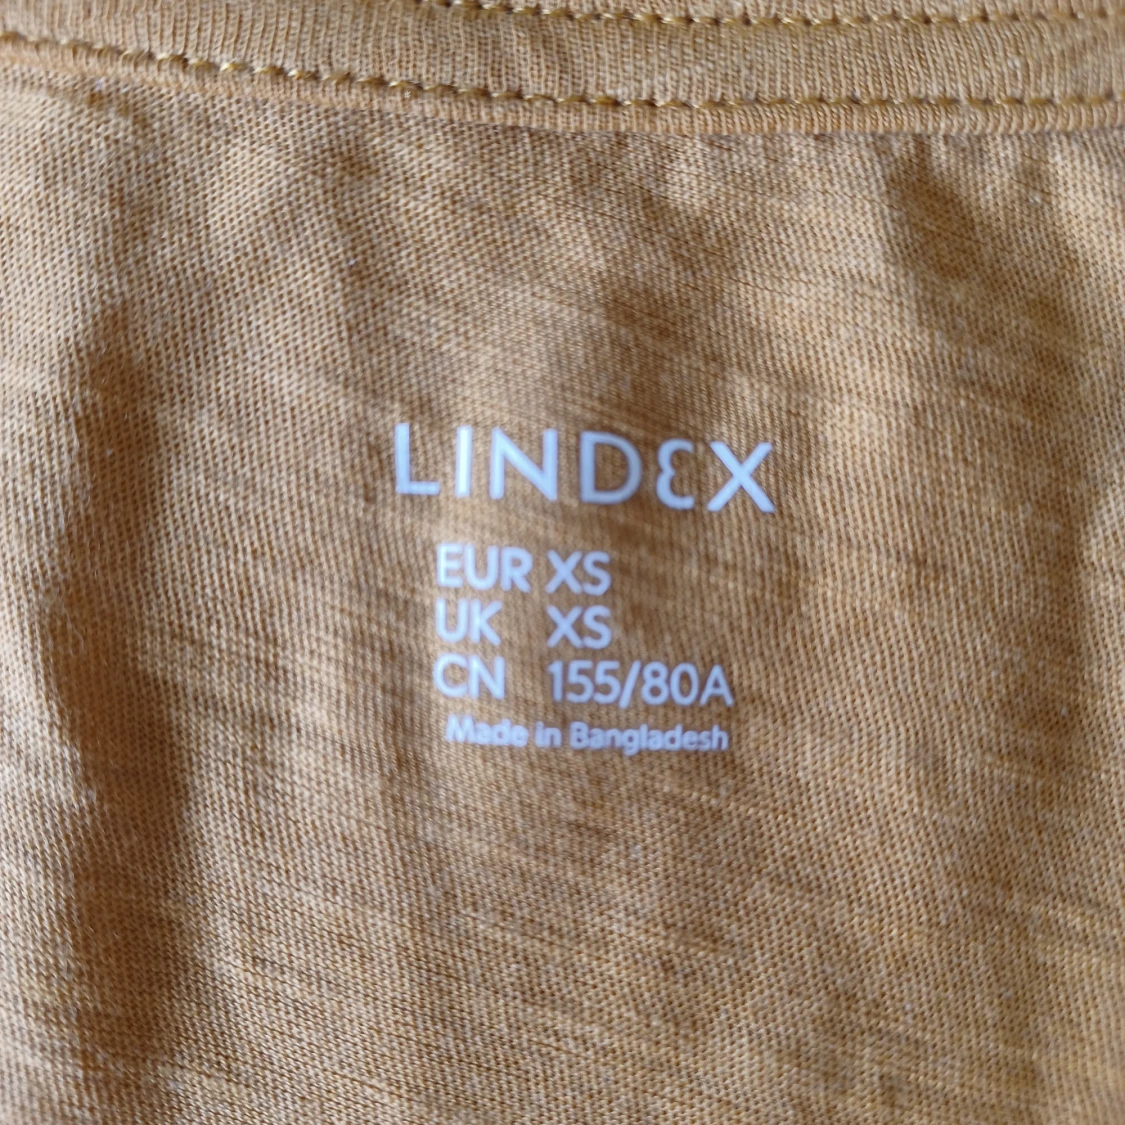 LINDEX
EUR XS
UK XS
CN 155/80A
Made in Bangladesh